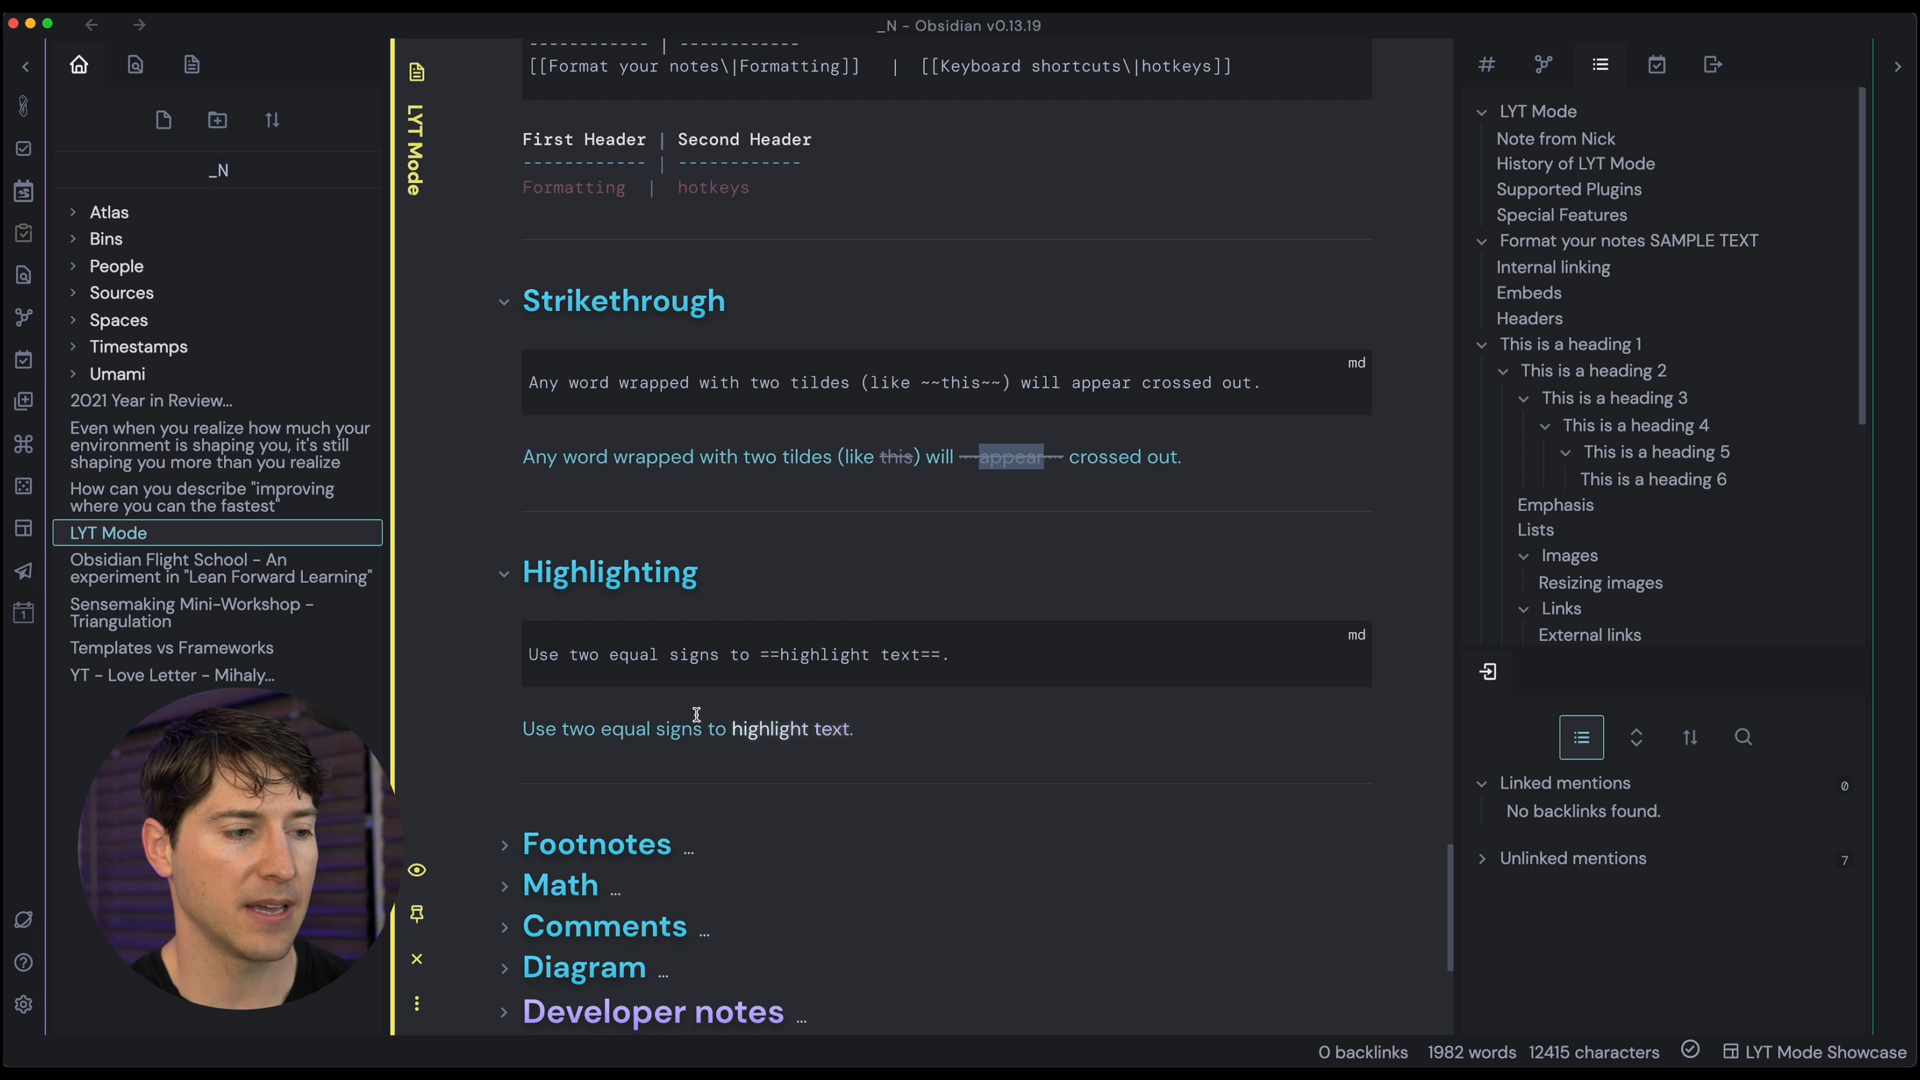 _N - Obsidian v0.13.19
_N
Atlas
Bins
People
Sources
Spaces
Timestamps
Umami
2021 Year in Review...
Even when you realize how much your
environment is shaping you, it's still
shaping you more than you realize
How can you describe "improving
where you can the fastest"
LYT Mode
Obsidian Flight School - An
experiment in "Lean Forward Learning"
Sensemaking Mini-Workshop -
Triangulation
Templates vs Frameworks
YT - Love Letter - Mihaly...
1
LYT Mode
------------ | ------------
[[Format your notes\|Formatting]] | [[Keyboard shortcuts\|hotkeys]]
First Header | Second Header
------------ | ------------
Formatting | hotkeys
Strikethrough
md
Any word wrapped with two tildes (like ~~this~~) will appear crossed out.
Any word wrapped with two tildes (like this) will appear crossed out.
Highlighting
md
Use two equal signs to ==highlight text==.
Use two equal signs to highlight text.
Footnotes ...
Math ...
Comments ...
Diagram ...
Developer notes ...
LYT Mode
Note from Nick
History of LYT Mode
Supported Plugins
Special Features
Format your notes SAMPLE TEXT
Internal linking
Embeds
Headers
This is a heading 1
This is a heading 2
This is a heading 3
This is a heading 4
This is a heading 5
This is a heading 6
Emphasis
Lists
Images
Resizing images
Links
External links
Linked mentions 0
No backlinks found.
Unlinked mentions 7
0 backlinks 1982 words 12415 characters LYT Mode Showcase